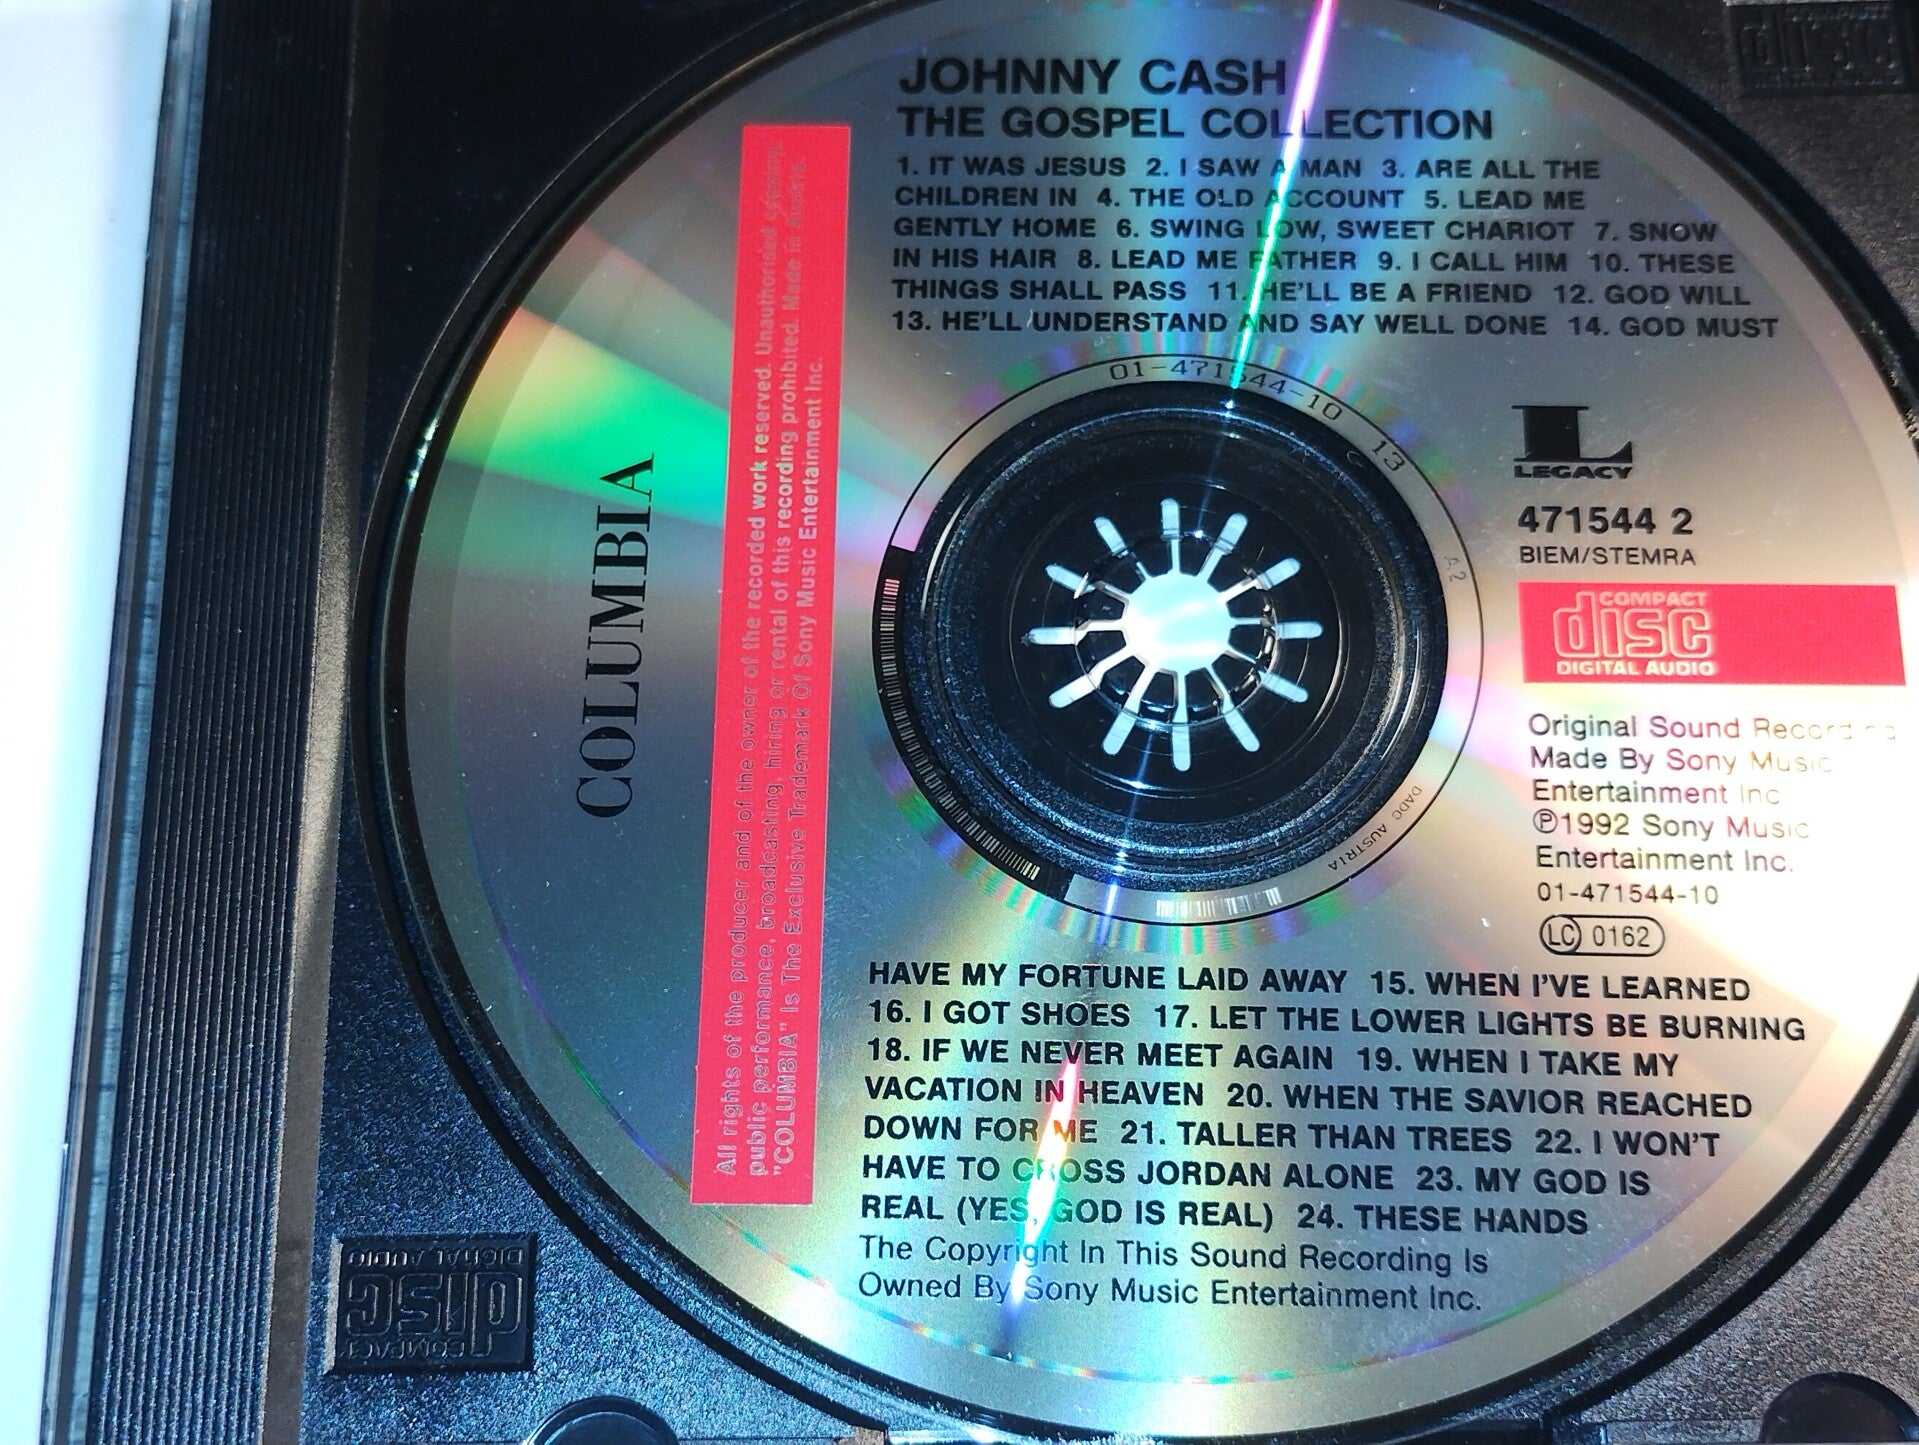 JOHNNY CASH
THE GOSPEL COLLECTION
1. IT WAS JESUS 2. I SAW A MAN 3. ARE ALL THE
CHILDREN IN 4. THE OLD ACCOUNT 5. LEAD ME
GENTLY HOME 6. SWING LOW, SWEET CHARIOT 7. SNOW
IN HIS HAIR 8. LEAD ME FATHER 9. I CALL HIM 10. THESE
THINGS SHALL PASS 11. HE'LL BE A FRIEND 12. GOD WILL
13. HE'LL UNDERSTAND AND SAY WELL DONE 14. GOD MUST
01-471544-10 13
A2
DADC AUSTRIA
COLUMBIA
All rights of the producer and of the owner of the recorded work reserved. Unauthorised copying,
public performance, broadcasting, hiring or rental of this recording prohibited. Made in Austria.
"COLUMBIA" Is The Exclusive Trademark Of Sony Music Entertainment Inc.
L
LEGACY
471544 2
BIEM/STEMRA
COMPACT
disc
DIGITAL AUDIO
Original Sound Recording
Made By Sony Music
Entertainment Inc
℗1992 Sony Music
Entertainment Inc.
01-471544-10
LC 0162
HAVE MY FORTUNE LAID AWAY 15. WHEN I'VE LEARNED
16. I GOT SHOES 17. LET THE LOWER LIGHTS BE BURNING
18. IF WE NEVER MEET AGAIN 19. WHEN I TAKE MY
VACATION IN HEAVEN 20. WHEN THE SAVIOR REACHED
DOWN FOR ME 21. TALLER THAN TREES 22. I WON'T
HAVE TO CROSS JORDAN ALONE 23. MY GOD IS
REAL (YES, GOD IS REAL) 24. THESE HANDS
The Copyright In This Sound Recording Is
Owned By Sony Music Entertainment Inc.
COMPACT
disc
DIGITAL AUDIO
COMPACT
disc